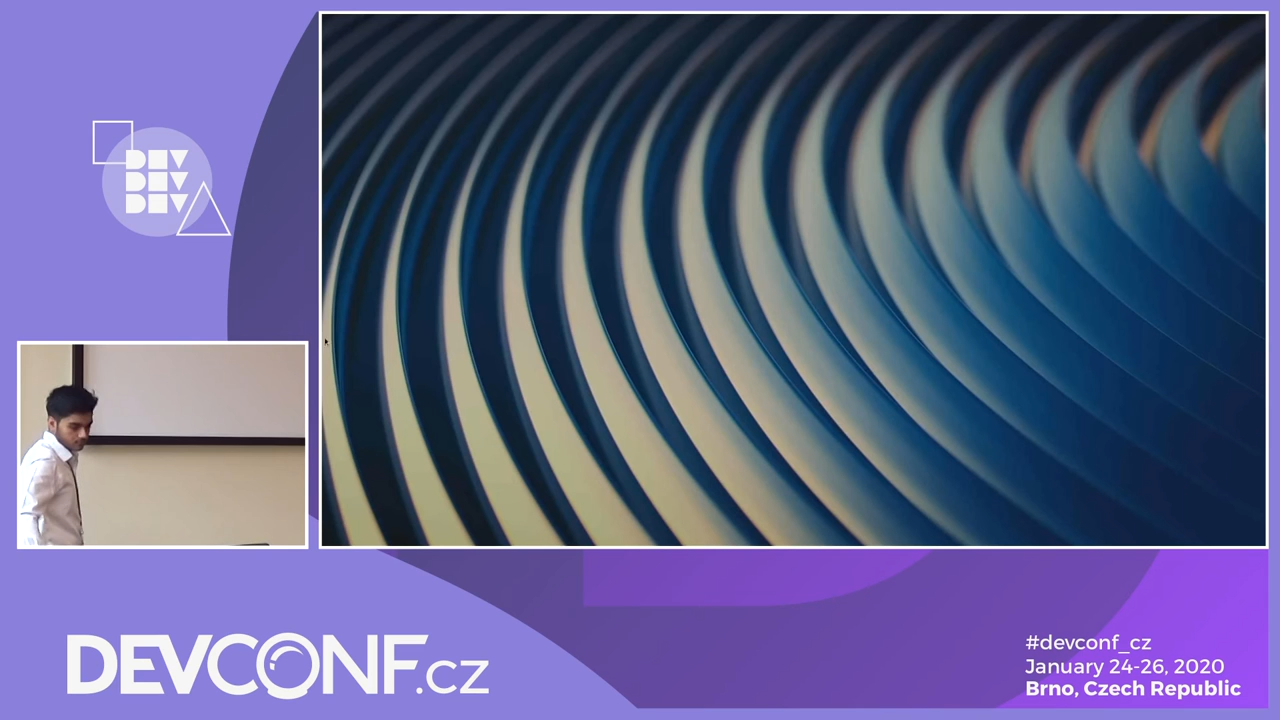 DEV
DEV
DEV
DEVCONF.cz
#devconf_cz
January 24-26, 2020
Brno, Czech Republic